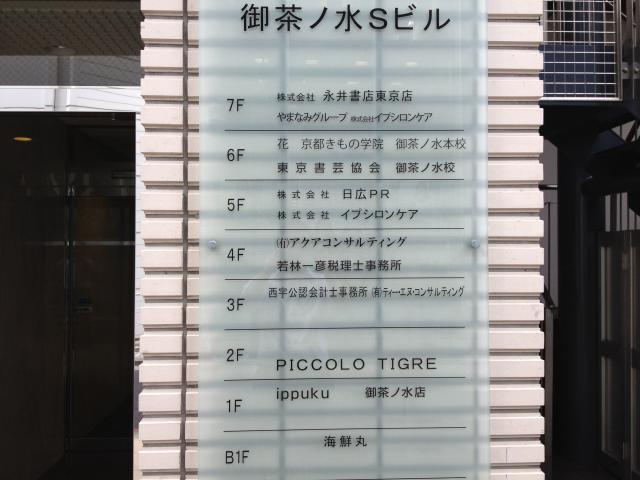 御茶ノ水Sビル
7F 株式会社 永井書店東京店
やまなみグループ 株式会社イプシロンケア
6F 花 京都きもの学院 御茶ノ水本校
東京書芸協会 御茶ノ水校
5F 株式会社 日広PR
株式会社 イプシロンケア
4F ㈲アクアコンサルティング
若林一彦税理士事務所
3F 西宇公認会計士事務所 ㈲ティー・エヌ・コンサルティング
2F PICCOLO TIGRE
1F ippuku 御茶ノ水店
B1F 海鮮丸